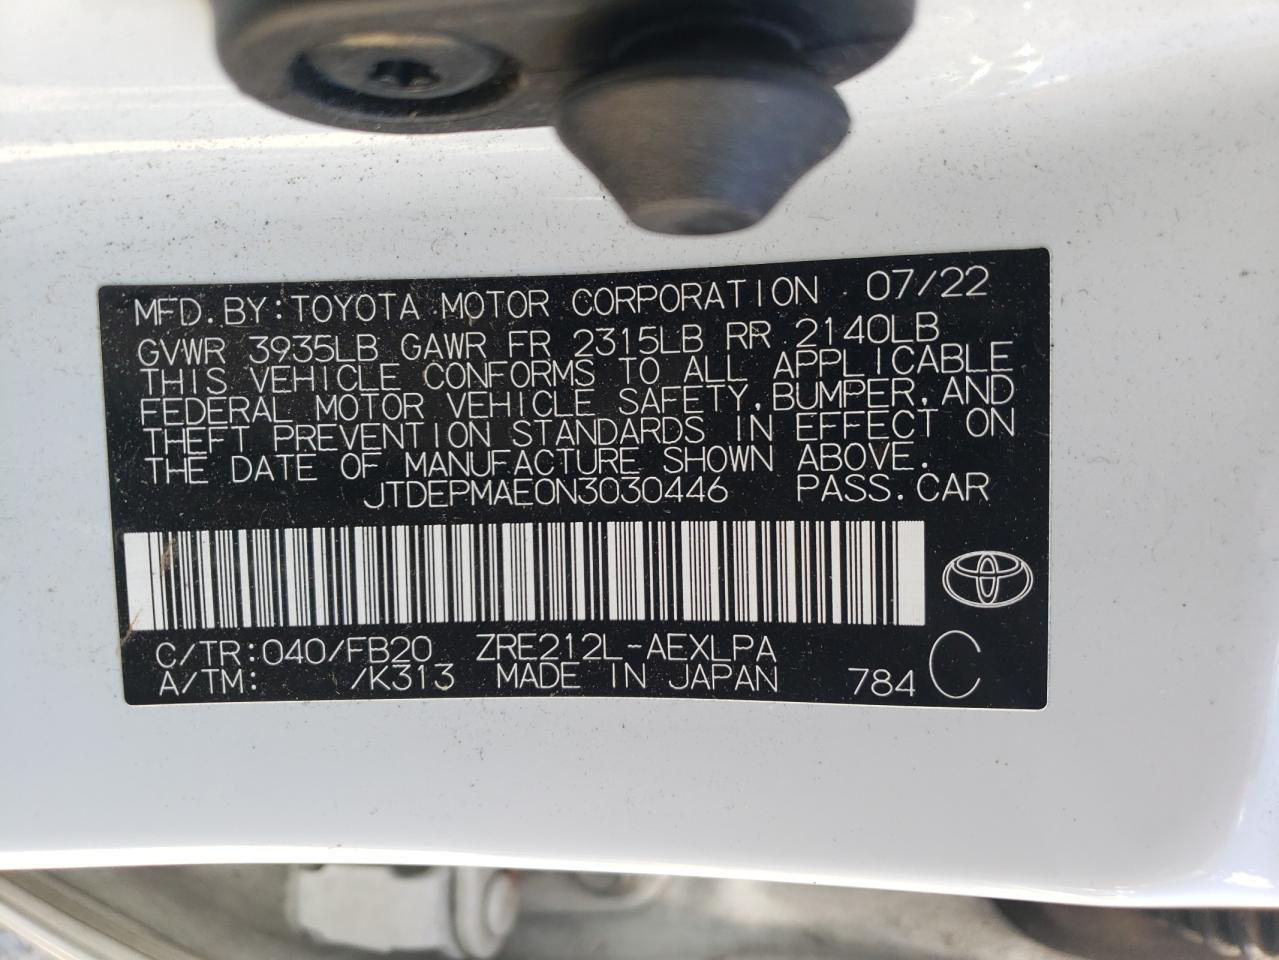 MFD.BY:TOYOTA MOTOR CORPORATION 07/22
GVWR 3935LB GAWR FR 2315LB RR 2140LB
THIS VEHICLE CONFORMS TO ALL APPLICABLE
FEDERAL MOTOR VEHICLE SAFETY,BUMPER,AND
THEFT PREVENTION STANDARDS IN EFFECT ON
THE DATE OF MANUFACTURE SHOWN ABOVE.
JTDEPMAE0N3030446 PASS.CAR
C/TR:040/FB20 ZRE212L-AEXLPA
A/TM: /K313 MADE IN JAPAN 784 C